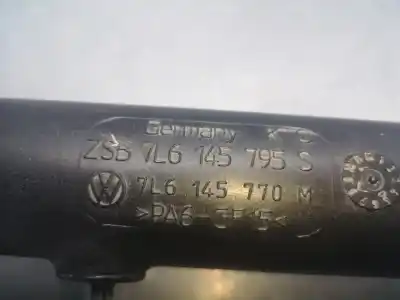 Germany
ZSB 7L6 145 795 S
7L6 145 770 M
>PA6-GF15<